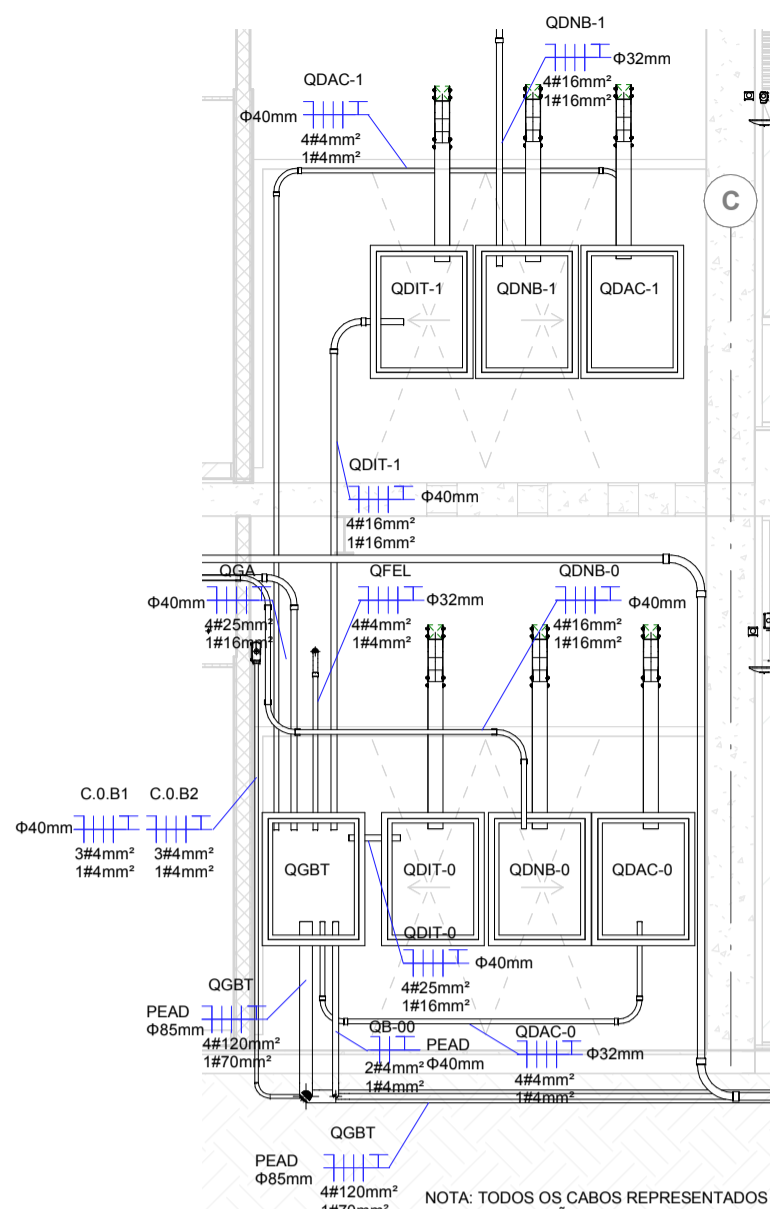 QDNB-1
Φ32mm
4#16mm²
1#16mm²
QDAC-1
Φ40mm
4#4mm²
1#4mm²
C
QDIT-1
QDNB-1
QDAC-1
QDIT-1
Φ40mm
4#16mm²
1#16mm²
QGA
Φ40mm
4#25mm²
1#16mm²
QFEL
Φ32mm
4#4mm²
1#4mm²
QDNB-0
Φ40mm
4#16mm²
1#16mm²
C.0.B1
C.0.B2
Φ40mm
3#4mm²
1#4mm²
3#4mm²
1#4mm²
QGBT
QDIT-0
QDNB-0
QDAC-0
QDIT-0
Φ40mm
4#25mm²
1#16mm²
QGBT
PEAD
Φ85mm
4#120mm²
1#70mm²
QB-00
PEAD
Φ40mm
2#4mm²
1#4mm²
QDAC-0
Φ32mm
4#4mm²
1#4mm²
QGBT
PEAD
Φ85mm
4#120mm²
1#70mm²
NOTA: TODOS OS CABOS REPRESENTADOS